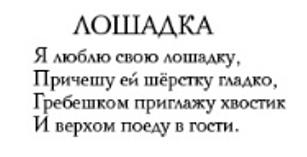 ЛОШАДКА
Я люблю свою лошадку,
Причешу ей шёрстку гладко,
Гребешком приглажу хвостик
И верхом поеду в гости.